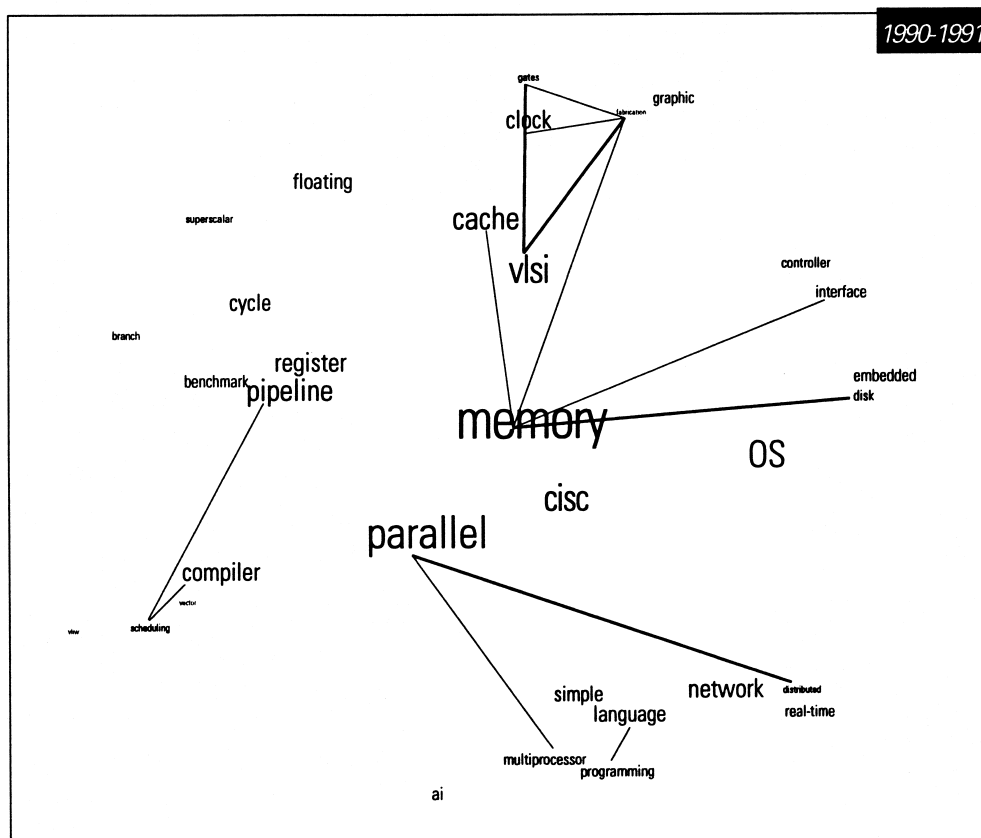 1990-1991
gates
graphic
fabrication
clock
floating
superscalar
cache
vlsi
controller
interface
cycle
branch
register
benchmark
pipeline
embedded
disk
memory
OS
cisc
parallel
compiler
vector
scheduling
vliw
network
distributed
simple
language
real-time
multiprocessor
programming
ai